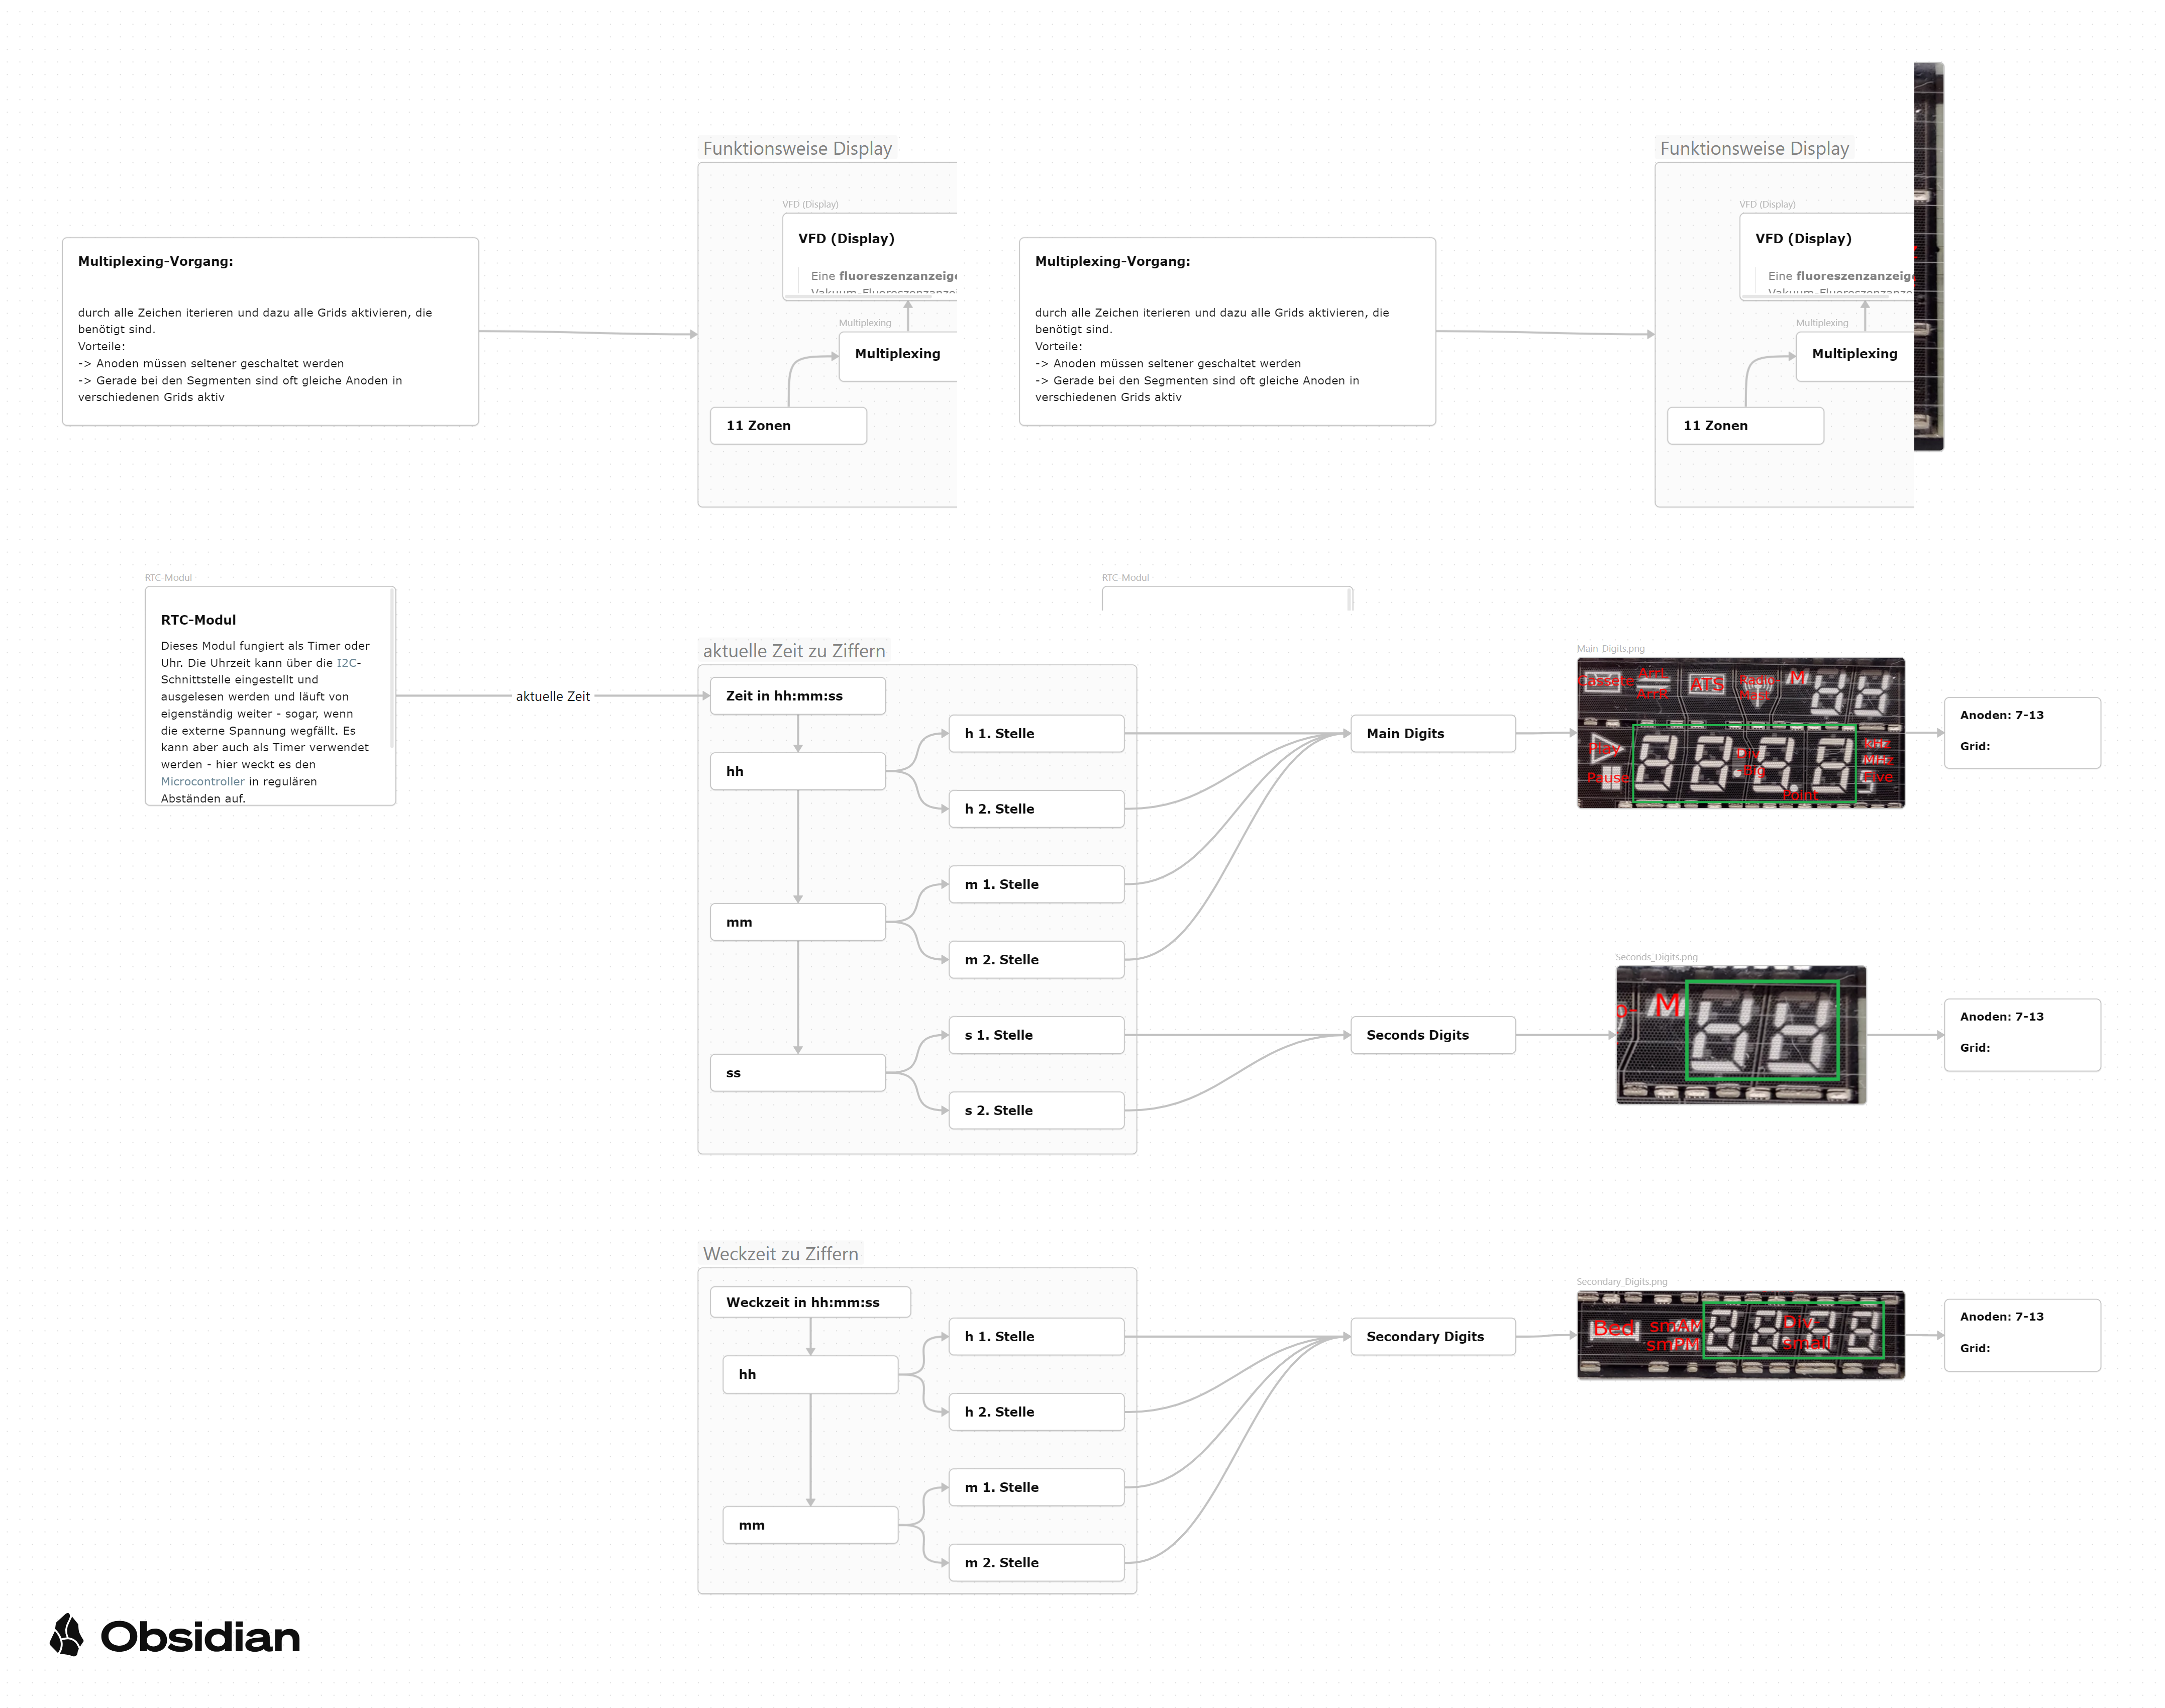 Funktionsweise Display
VFD (Display)
VFD (Display)
Eine fluoreszenzanzeige
Multiplexing
Multiplexing
11 Zonen
Multiplexing-Vorgang:
durch alle Zeichen iterieren und dazu alle Grids aktivieren, die
benötigt sind.
Vorteile:
-> Anoden müssen seltener geschaltet werden
-> Gerade bei den Segmenten sind oft gleiche Anoden in
verschiedenen Grids aktiv
Funktionsweise Display
VFD (Display)
VFD (Display)
Eine fluoreszenzanzeige
Multiplexing
Multiplexing
11 Zonen
Multiplexing-Vorgang:
durch alle Zeichen iterieren und dazu alle Grids aktivieren, die
benötigt sind.
Vorteile:
-> Anoden müssen seltener geschaltet werden
-> Gerade bei den Segmenten sind oft gleiche Anoden in
verschiedenen Grids aktiv
RTC-Modul
RTC-Modul
Dieses Modul fungiert als Timer oder
Uhr. Die Uhrzeit kann über die I2C-
Schnittstelle eingestellt und
ausgelesen werden und läuft von
eigenständig weiter - sogar, wenn
die externe Spannung wegfällt. Es
kann aber auch als Timer verwendet
werden - hier weckt es den
Microcontroller in regulären
Abständen auf.
RTC-Modul
aktuelle Zeit
aktuelle Zeit zu Ziffern
Zeit in hh:mm:ss
hh
h 1. Stelle
h 2. Stelle
mm
m 1. Stelle
m 2. Stelle
ss
s 1. Stelle
s 2. Stelle
Main Digits
Main_Digits.png
ATS
M
Play
Pause
Point
MHz
Five
Anoden: 7-13
Grid:
Seconds Digits
Seconds_Digits.png
M
Anoden: 7-13
Grid:
Weckzeit zu Ziffern
Weckzeit in hh:mm:ss
hh
h 1. Stelle
h 2. Stelle
mm
m 1. Stelle
m 2. Stelle
Secondary Digits
Secondary_Digits.png
Bed
smAM
smPM
Div-
small
Anoden: 7-13
Grid:
Obsidian